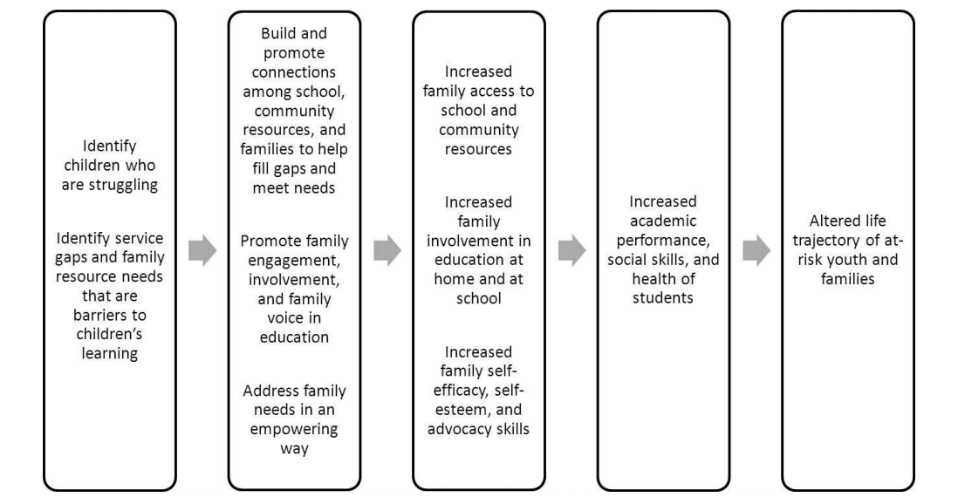 Identify
children who
are struggling
Identify service
gaps and family
resource needs
that are
barriers to
children's
learning
Build and
promote
connections
among school,
community
resources, and
families to help
fill gaps and
meet needs
Promote family
engagement,
involvement,
and family
voice in
education
Address family
needs in an
empowering
way
Increased
family access to
school and
community
resources
Increased
family
involvement in
education at
home and at
school
Increased
family self-
efficacy, self-
esteem, and
advocacy skills
Increased
academic
performance,
social skills, and
health of
students
Altered life
trajectory of at-
risk youth and
families